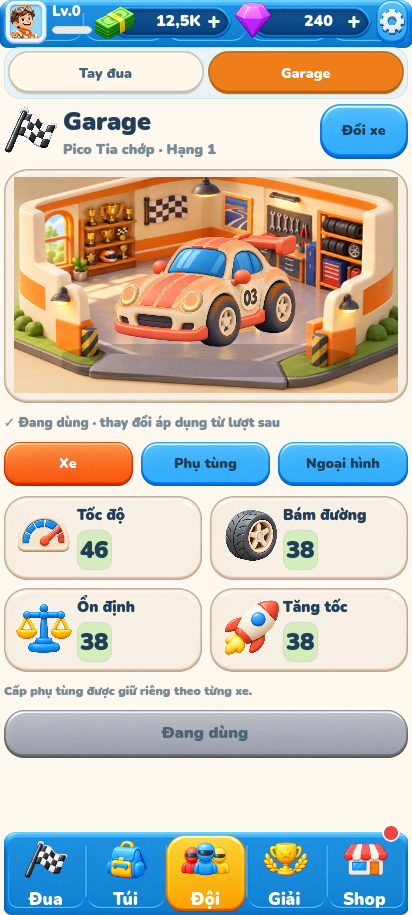 Lv.0
12,5K +
240 +
Tay đua
Garage
Garage
Pico Tia chớp · Hạng 1
Đổi xe
03
✓ Đang dùng · thay đổi áp dụng từ lượt sau
Xe
Phụ tùng
Ngoại hình
Tốc độ
46
Bám đường
38
Ổn định
38
Tăng tốc
38
Cấp phụ tùng được giữ riêng theo từng xe.
Đang dùng
Đua
Túi
Đội
Giải
Shop